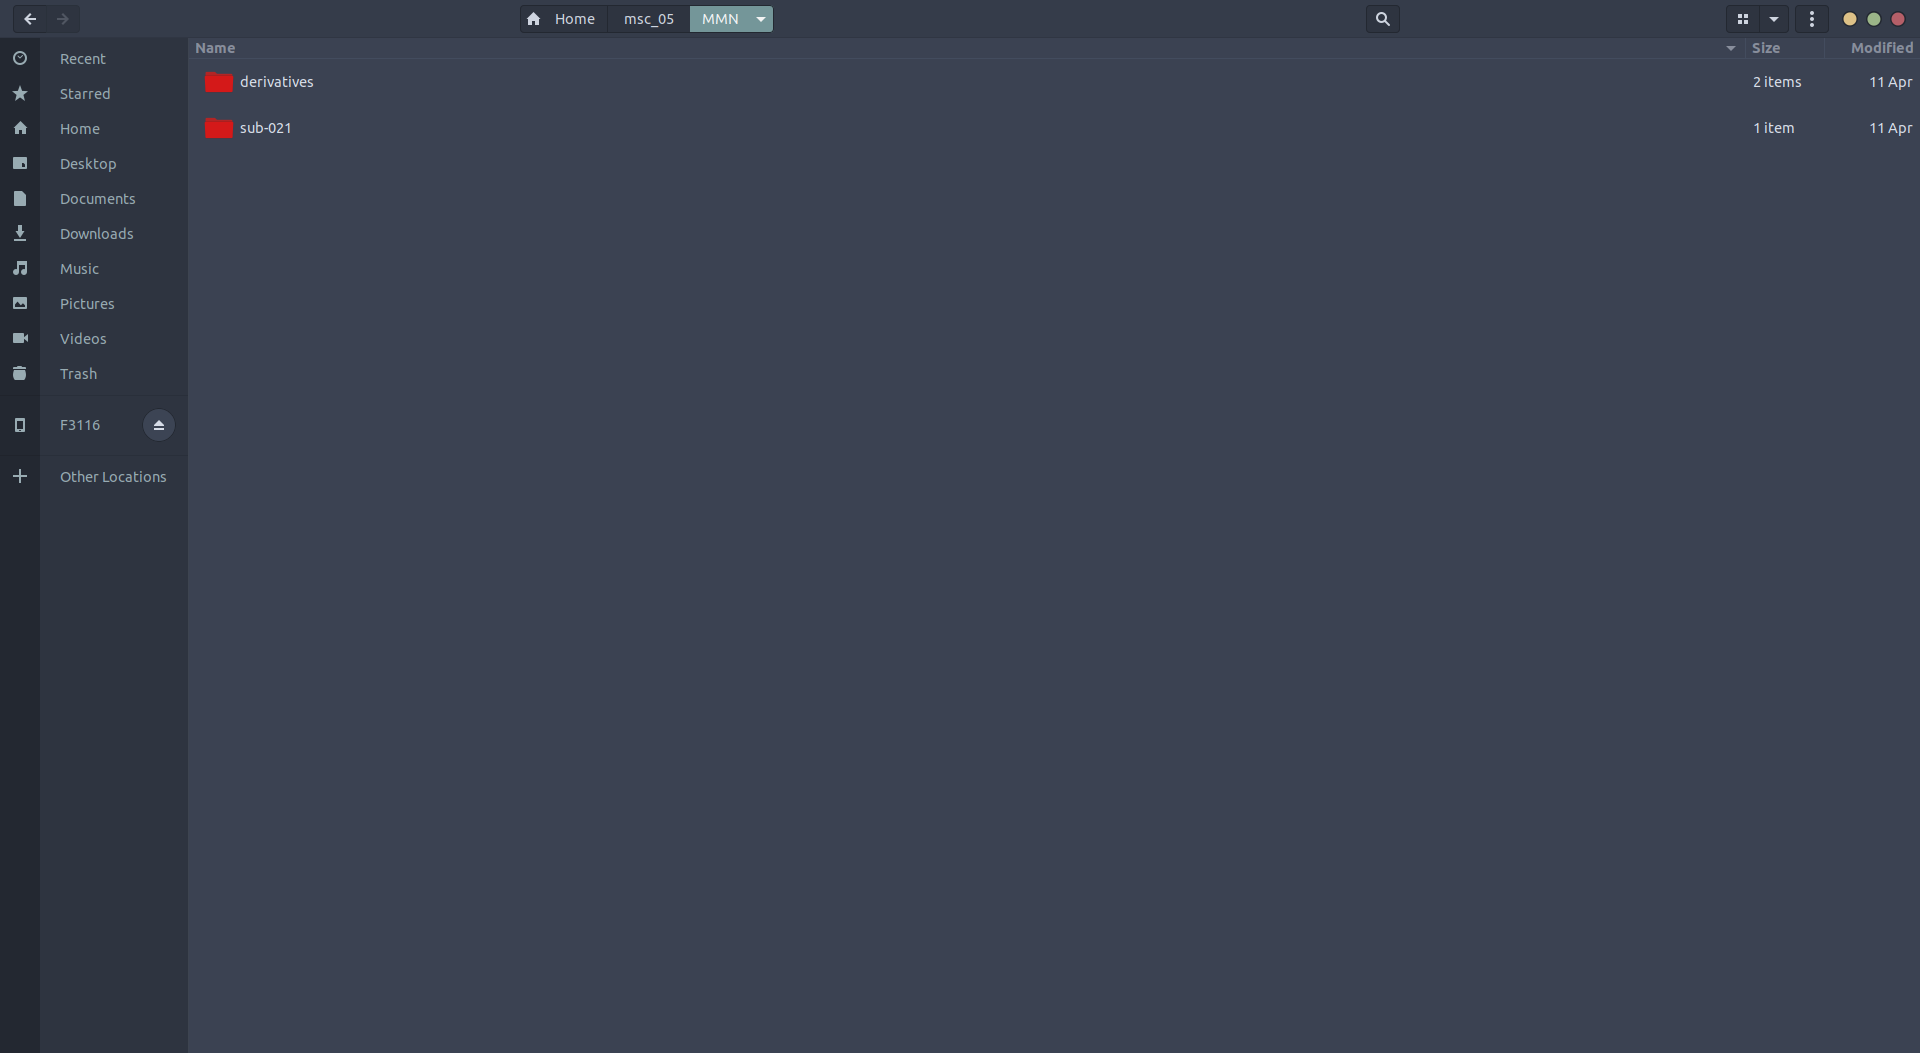 Home msc_05 MMN
Name Size Modified
Recent
Starred
Home
Desktop
Documents
Downloads
Music
Pictures
Videos
Trash
F3116
Other Locations
derivatives 2 items 11 Apr
sub-021 1 item 11 Apr